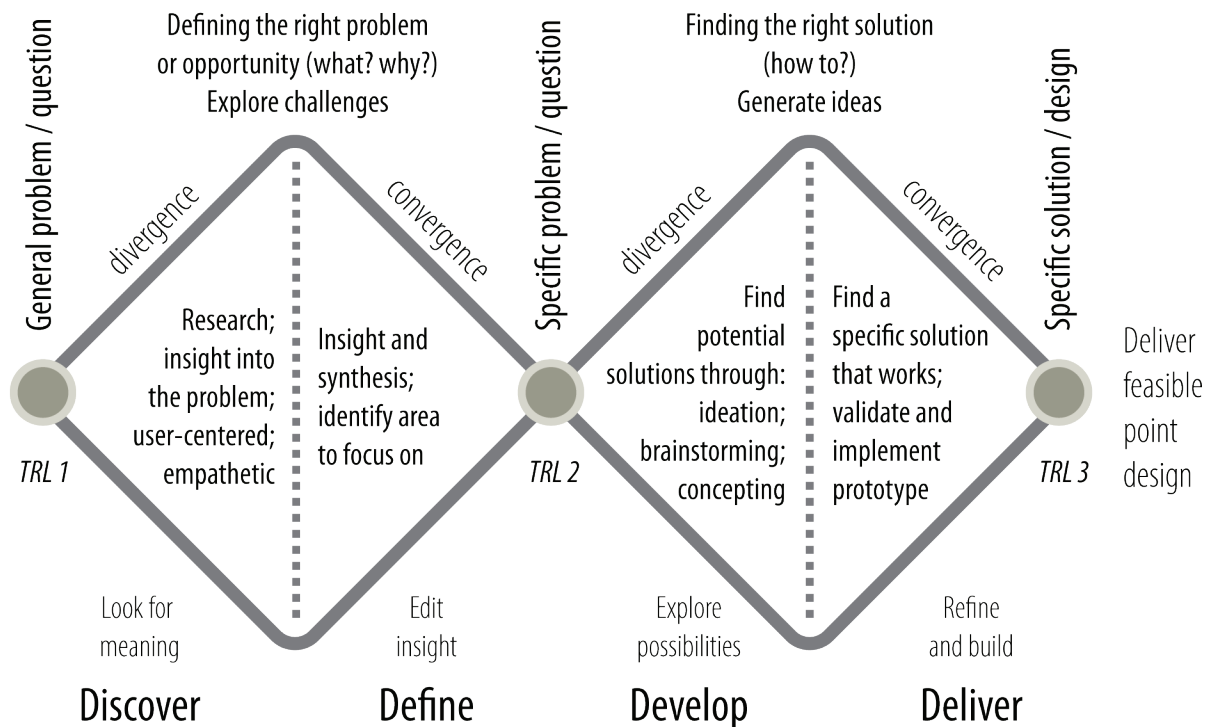 General problem / question
Defining the right problem
or opportunity (what? why?)
Explore challenges
Specific problem / question
Finding the right solution
(how to?)
Generate ideas
Specific solution / design
divergence
convergence
divergence
convergence
Research;
insight into
the problem;
user-centered;
empathetic
Insight and
synthesis;
identify area
to focus on
Find
potential
solutions through:
ideation;
brainstorming;
concepting
Find a
specific solution
that works;
validate and
implement
prototype
Deliver
feasible
point
design
TRL 1
TRL 2
TRL 3
Look for
meaning
Edit
insight
Explore
possibilities
Refine
and build
Discover
Define
Develop
Deliver